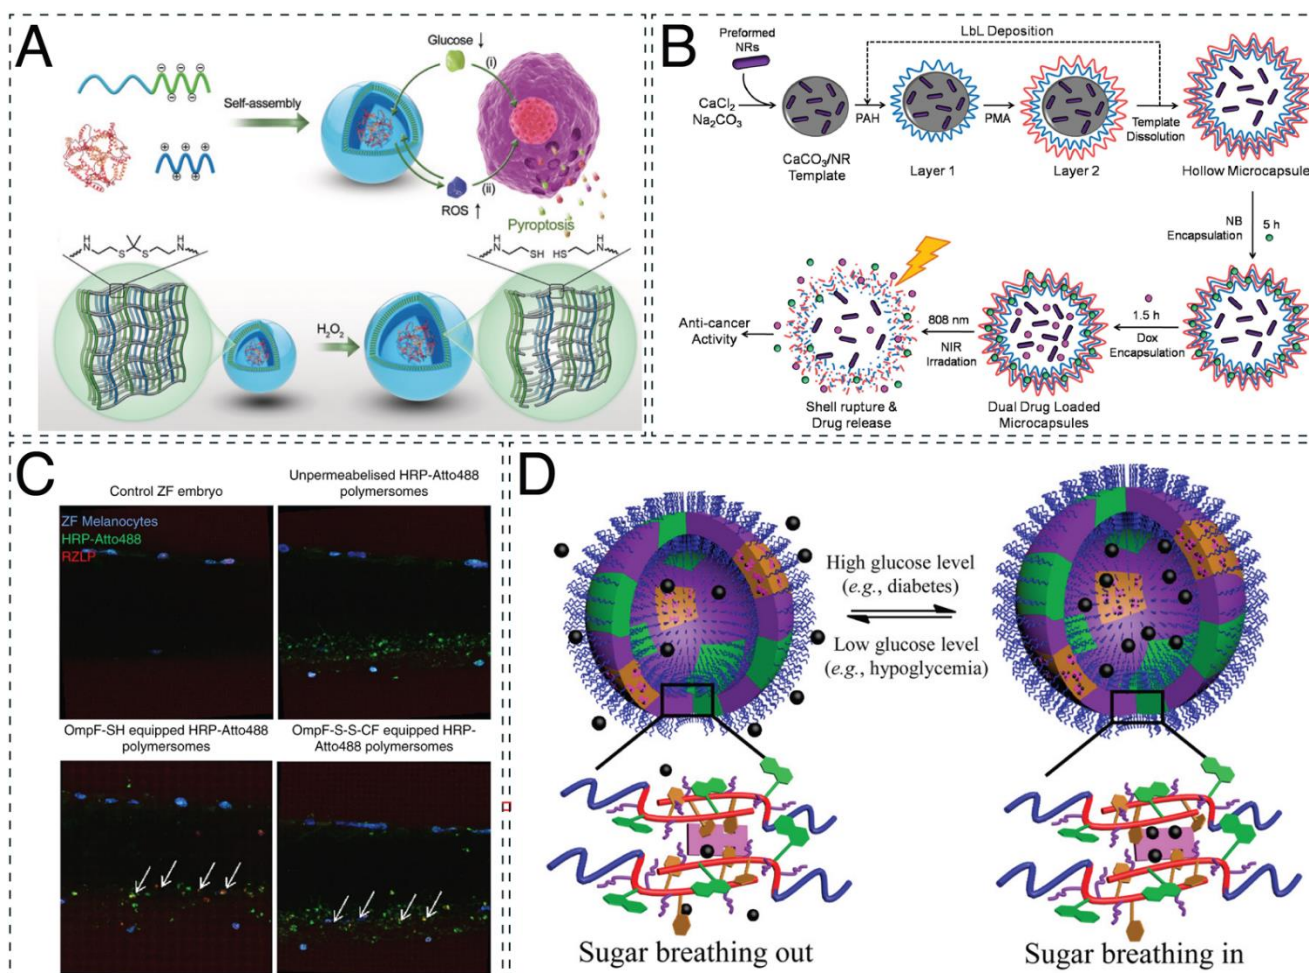 A
Glucose ↓
(i)
Self-assembly
(ii)
ROS ↑
Pyroptosis
H₂O₂
SH HS
B
Preformed
NRs
LbL Deposition
CaCl₂
Na₂CO₃
PAH
PMA
Template
Dissolution
CaCO₃/NR
Template
Layer 1
Layer 2
Hollow Microcapsule
NB
Encapsulation
5 h
1.5 h
Dox
Encapsulation
808 nm
NIR
Irradation
Anti-cancer
Activity
Shell rupture &
Drug release
Dual Drug Loaded
Microcapsules
C
Control ZF embryo
Unpermeabelised HRP-Atto488
polymersomes
ZF Melanocytes
HRP-Atto488
RZLP
OmpF-SH equipped HRP-Atto488
polymersomes
OmpF-S-S-CF equipped HRP-
Atto488 polymersomes
D
High glucose level
(e.g., diabetes)
Low glucose level
(e.g., hypoglycemia)
Sugar breathing out
Sugar breathing in